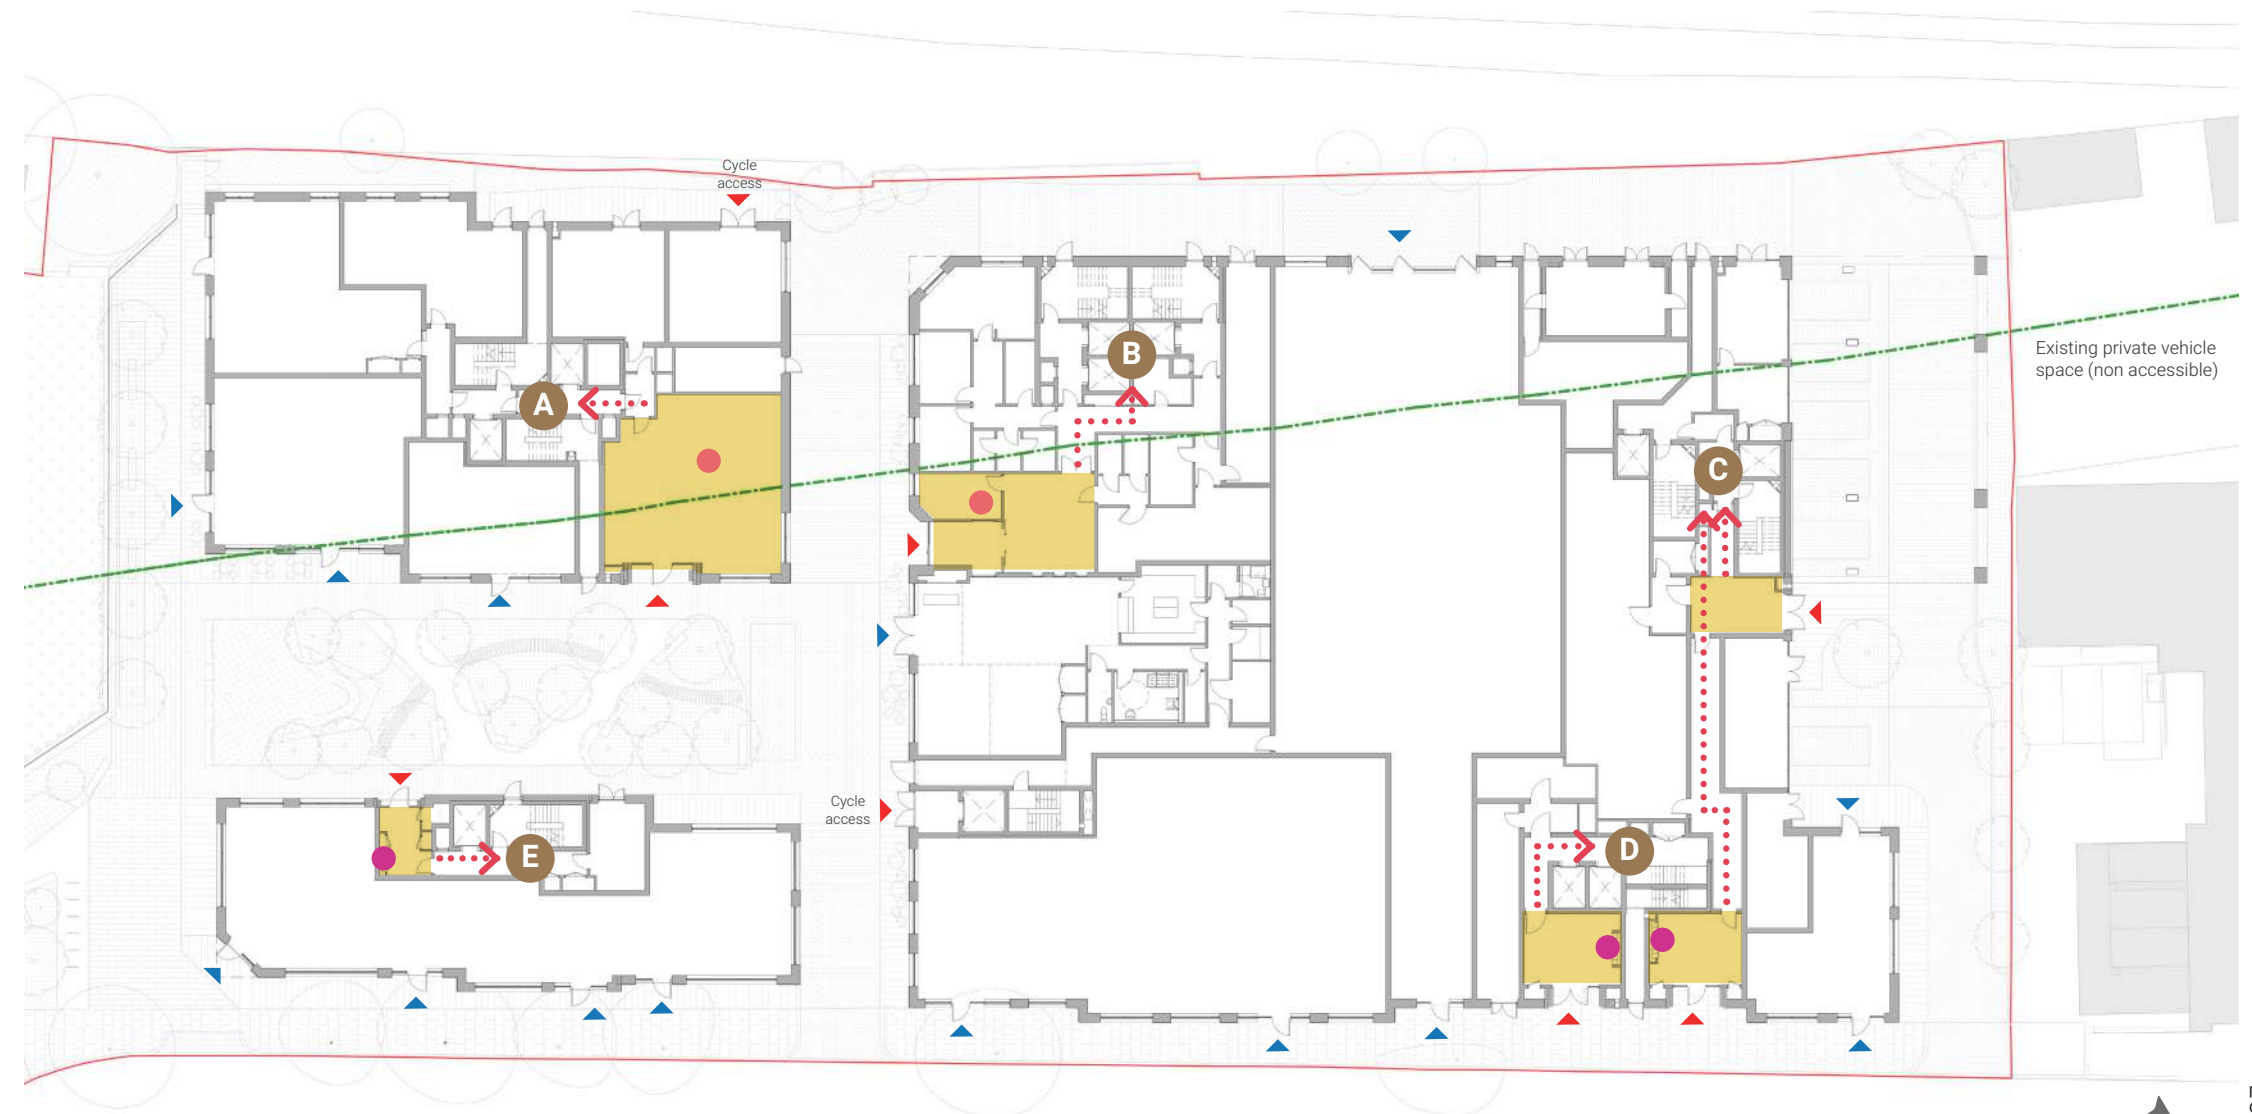 Cycle
access
Existing private vehicle
space (non accessible)
B
A
C
Cycle
access
D
E